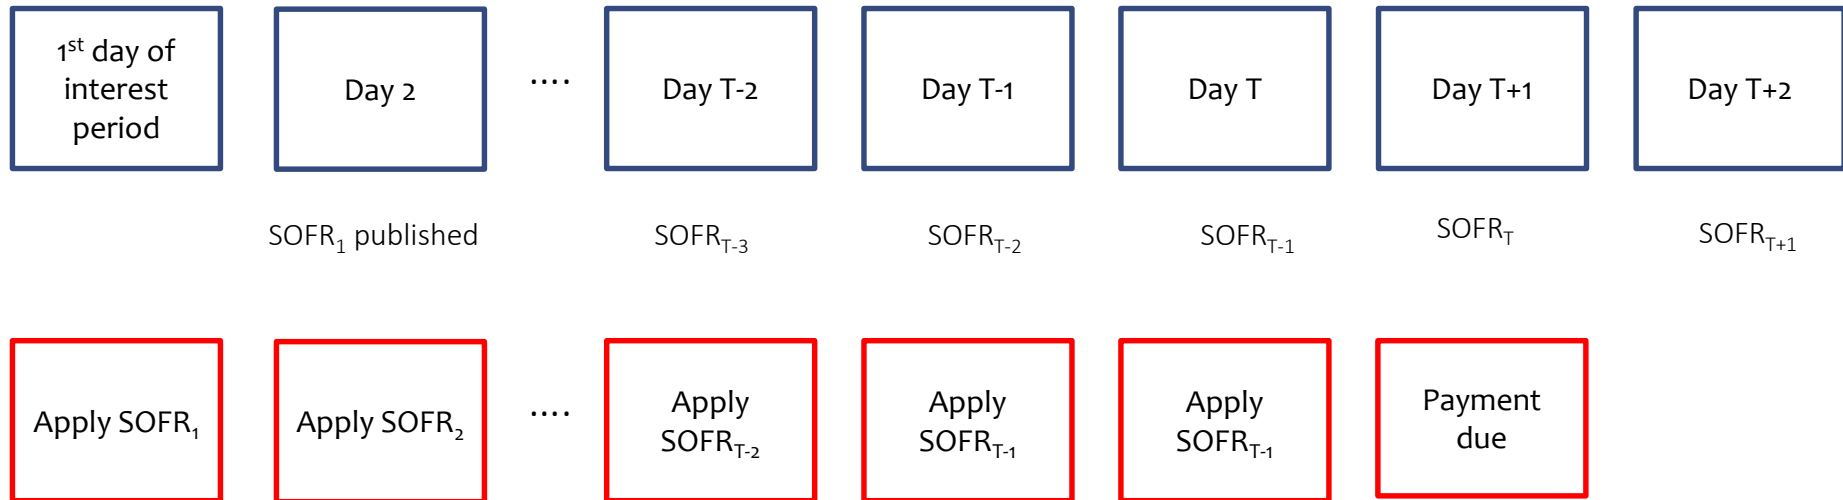 1st day of
interest
period
Day 2
....
Day T-2
Day T-1
Day T
Day T+1
Day T+2
SOFR1 published
SOFRT-3
SOFRT-2
SOFRT-1
SOFRT
SOFRT+1
Apply SOFR1
Apply SOFR2
....
Apply
SOFRT-2
Apply
SOFRT-1
Apply
SOFRT-1
Payment
due